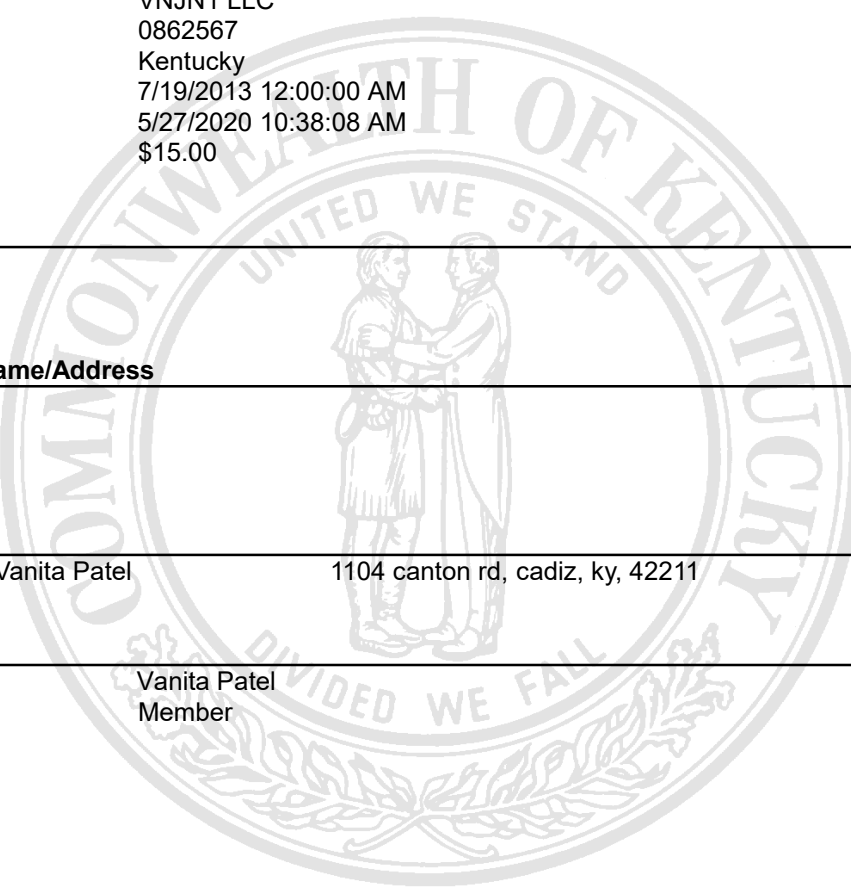 VNJNT LLC
0862567
Kentucky
7/19/2013 12:00:00 AM
5/27/2020 10:38:08 AM
$15.00
COMMONWEALTH OF KENTUCKY
UNITED WE STAND
ame/Address
Vanita Patel 1104 canton rd, cadiz, ky, 42211
DIVIDED WE FALL
Vanita Patel
Member